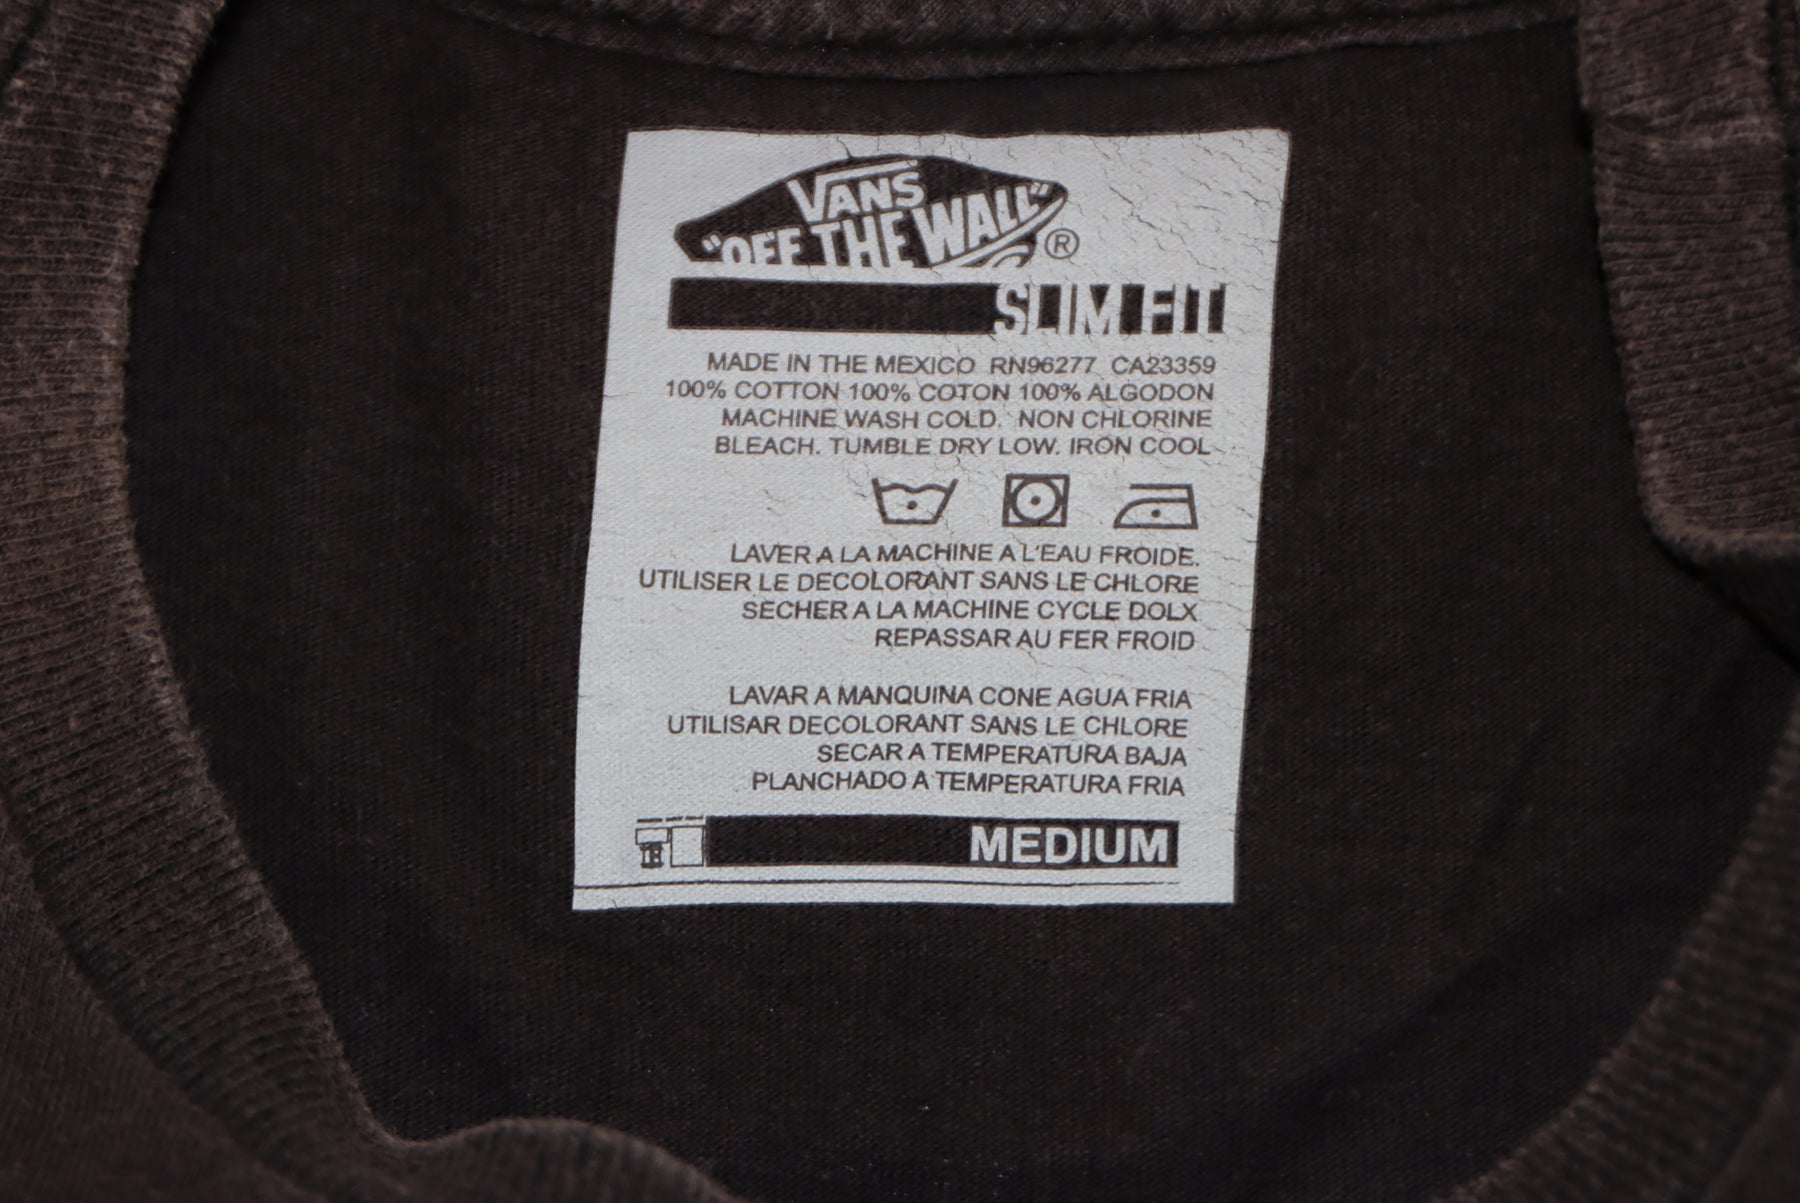 VANS
"OFF THE WALL" ®
SLIM FIT
MADE IN THE MEXICO RN96277 CA23359
100% COTTON 100% COTON 100% ALGODON
MACHINE WASH COLD. NON CHLORINE
BLEACH. TUMBLE DRY LOW. IRON COOL
LAVER A LA MACHINE A L'EAU FROIDE.
UTILISER LE DECOLORANT SANS LE CHLORE
SECHER A LA MACHINE CYCLE DOLX
REPASSAR AU FER FROID
LAVAR A MANQUINA CONE AGUA FRIA
UTILISAR DECOLORANT SANS LE CHLORE
SECAR A TEMPERATURA BAJA
PLANCHADO A TEMPERATURA FRIA
MEDIUM